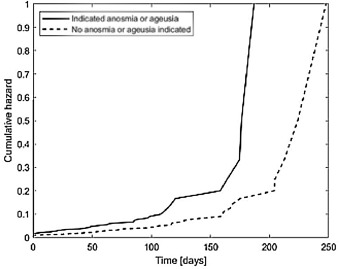 Indicated anosmia or ageusia
No anosmia or ageusia indicated
Cumulative hazard
1
0.9
0.8
0.7
0.6
0.5
0.4
0.3
0.2
0.1
0
0 50 100 150 200 250
Time [days]